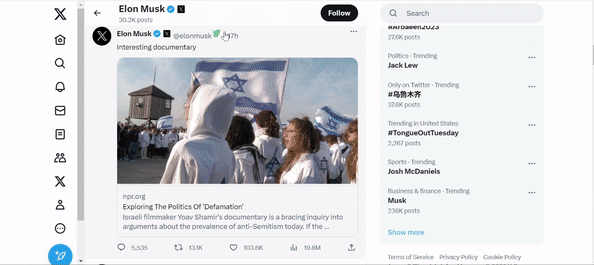 Elon Musk
30.2K posts
Follow
Elon Musk
@elonmusk
17h
Interesting documentary
npr.org
Exploring The Politics Of 'Defamation'
Israeli filmmaker Yoav Shamir's documentary is a bracing inquiry into
arguments about the prevalence of anti-Semitism today. If the ...
5,535 13.1K 103.6K 19.8M
Search
#Arbaeen2023
27.6K posts
Politics · Trending
Jack Lew
Only on Twitter · Trending
#乌鲁木齐
37.6K posts
Trending in United States
#TongueOutTuesday
2,267 posts
Sports · Trending
Josh McDaniels
Business & finance · Trending
Musk
236K posts
Show more
Terms of Service Privacy Policy Cookie Policy